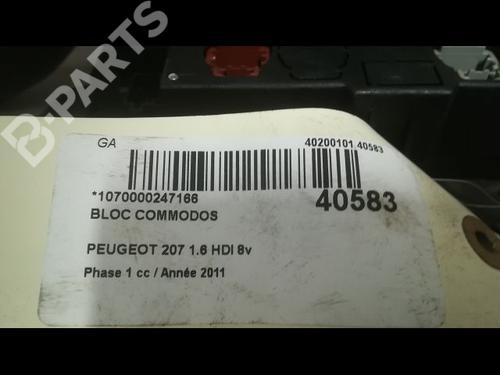 B-PARTS
GA
40200101 40583
*1070000247166
40583
BLOC COMMODOS
PEUGEOT 207 1.6 HDI 8v
Phase 1 cc / Année 2011